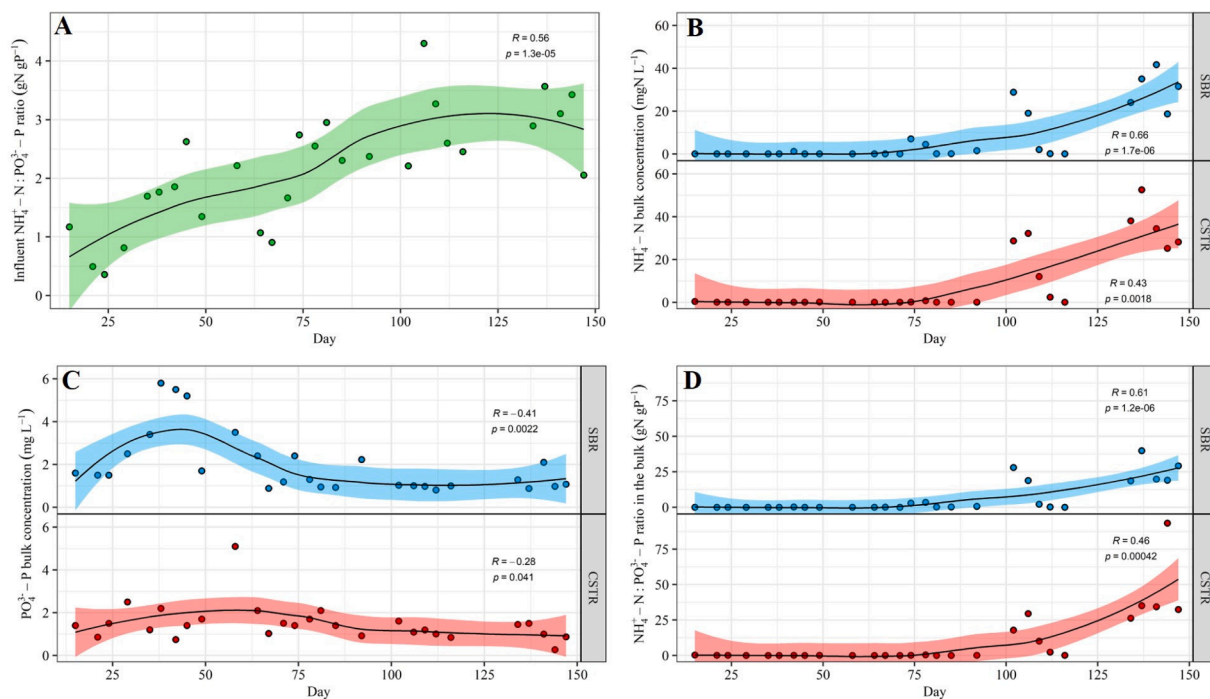 A
R = 0.56
p = 1.3e-05
Influent NH₄⁺ – N : PO₄³⁻ – P ratio (gN gP⁻¹)
4
3
2
1
0
25 50 75 100 125 150
Day
B
NH₄⁺ – N bulk concentration (mgN L⁻¹)
60
40
20
0
R = 0.66
p = 1.7e-06
SBR
60
40
20
0
R = 0.43
p = 0.0018
CSTR
25 50 75 100 125 150
Day
C
PO₄³⁻ – P bulk concentration (mg L⁻¹)
6
4
2
0
R = −0.41
p = 0.0022
SBR
6
4
2
0
R = −0.28
p = 0.041
CSTR
25 50 75 100 125 150
Day
D
NH₄⁺ – N : PO₄³⁻ – P ratio in the bulk (gN gP⁻¹)
75
50
25
0
R = 0.61
p = 1.2e-06
SBR
75
50
25
0
R = 0.46
p = 0.00042
CSTR
25 50 75 100 125 150
Day